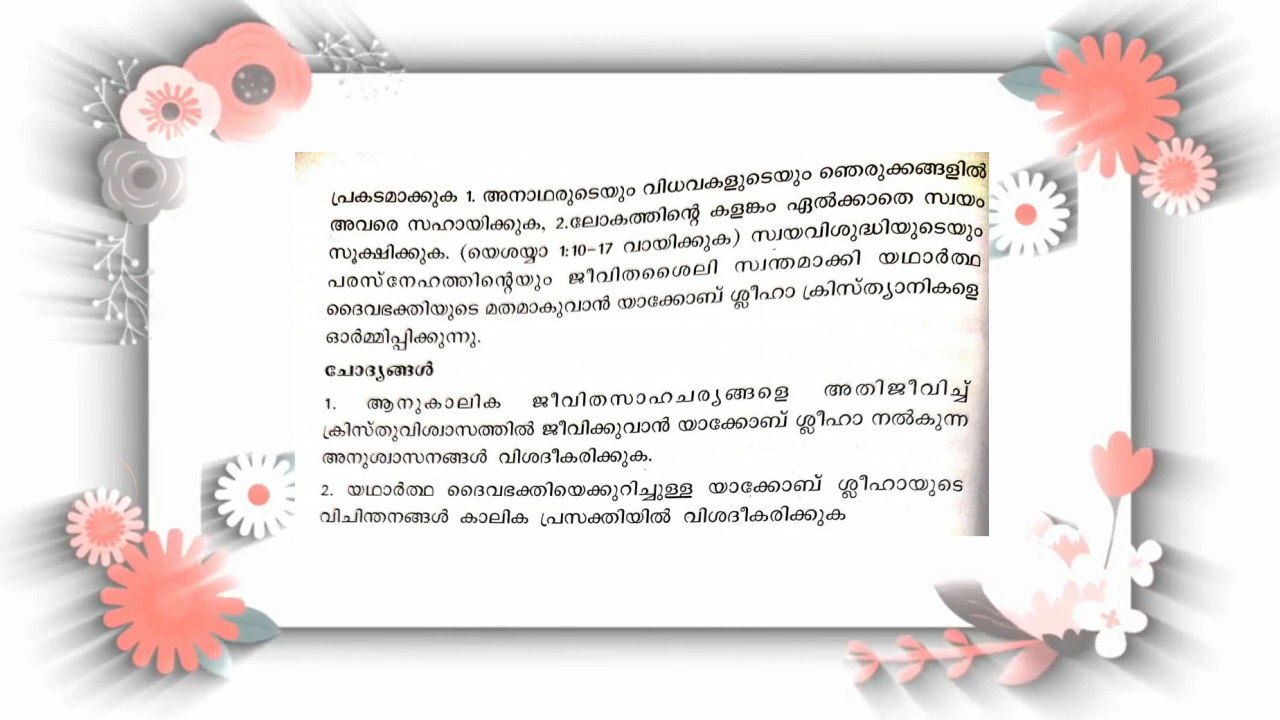 പ്രകടമാക്കുക 1. അനാഥരുടെയും വിധവകളുടെയും ഞെരുക്കങ്ങളിൽ
അവരെ സഹായിക്കുക, 2.ലോകത്തിന്റെ കളങ്കം ഏൽക്കാതെ സ്വയം
സൂക്ഷിക്കുക. (യെശയ്യാ 1:10-17 വായിക്കുക) സ്വയവിശുദ്ധിയുടെയും
പരസ്നേഹത്തിന്റെയും ജീവിതശൈലി സ്വന്തമാക്കി യഥാർത്ഥ
ദൈവഭക്തിയുടെ മതമാകുവാൻ യാക്കോബ് ശ്ലീഹാ ക്രിസ്ത്യാനികളെ
ഓർമ്മിപ്പിക്കുന്നു.
ചോദ്യങ്ങൾ
1. ആനുകാലിക ജീവിതസാഹചര്യങ്ങളെ അതിജീവിച്ച്
ക്രിസ്തുവിശ്വാസത്തിൽ ജീവിക്കുവാൻ യാക്കോബ് ശ്ലീഹാ നൽകുന്ന
അനുശ്വാസനങ്ങൾ വിശദീകരിക്കുക.
2. യഥാർത്ഥ ദൈവഭക്തിയെക്കുറിച്ചുള്ള യാക്കോബ് ശ്ലീഹായുടെ
വിചിന്തനങ്ങൾ കാലിക പ്രസക്തിയിൽ വിശദീകരിക്കുക